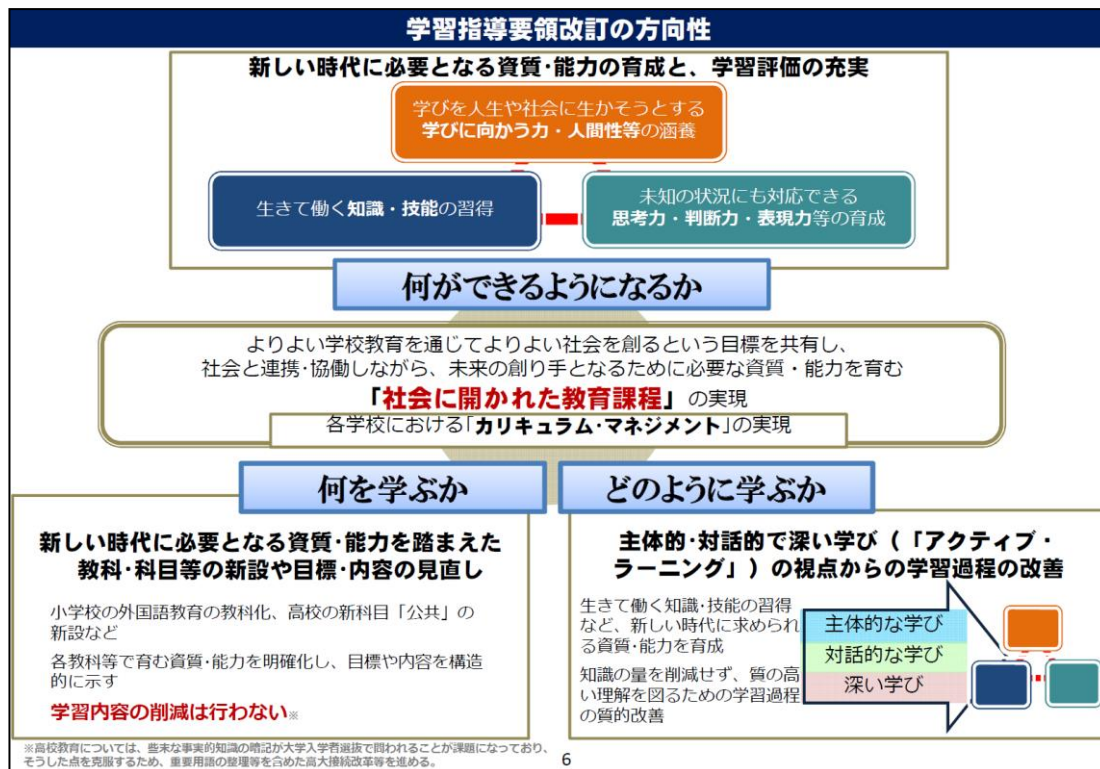 学習指導要領改訂の方向性
新しい時代に必要となる資質・能力の育成と、学習評価の充実
学びを人生や社会に生かそうとする
学びに向かう力・人間性等の涵養
生きて働く知識・技能の習得
未知の状況にも対応できる
思考力・判断力・表現力等の育成
何ができるようになるか
よりよい学校教育を通じてよりよい社会を創るという目標を共有し、
社会と連携・協働しながら、未来の創り手となるために必要な資質・能力を育む
「社会に開かれた教育課程」の実現
各学校における「カリキュラム・マネジメント」の実現
何を学ぶか
新しい時代に必要となる資質・能力を踏まえた
教科・科目等の新設や目標・内容の見直し
小学校の外国語教育の教科化、高校の新科目「公共」の
新設など
各教科等で育む資質・能力を明確化し、目標や内容を構造
的に示す
学習内容の削減は行わない※
どのように学ぶか
主体的・対話的で深い学び（「アクティブ・
ラーニング」）の視点からの学習過程の改善
生きて働く知識・技能の習得
など、新しい時代に求められ
る資質・能力を育成
知識の量を削減せず、質の高
い理解を図るための学習過程
の質的改善
主体的な学び
対話的な学び
深い学び
※高校教育については、些末な事実的知識の暗記が大学入学者選抜で問われることが課題になっており、
そうした点を克服するため、重要用語の整理等を含めた高大接続改革等を進める。
6